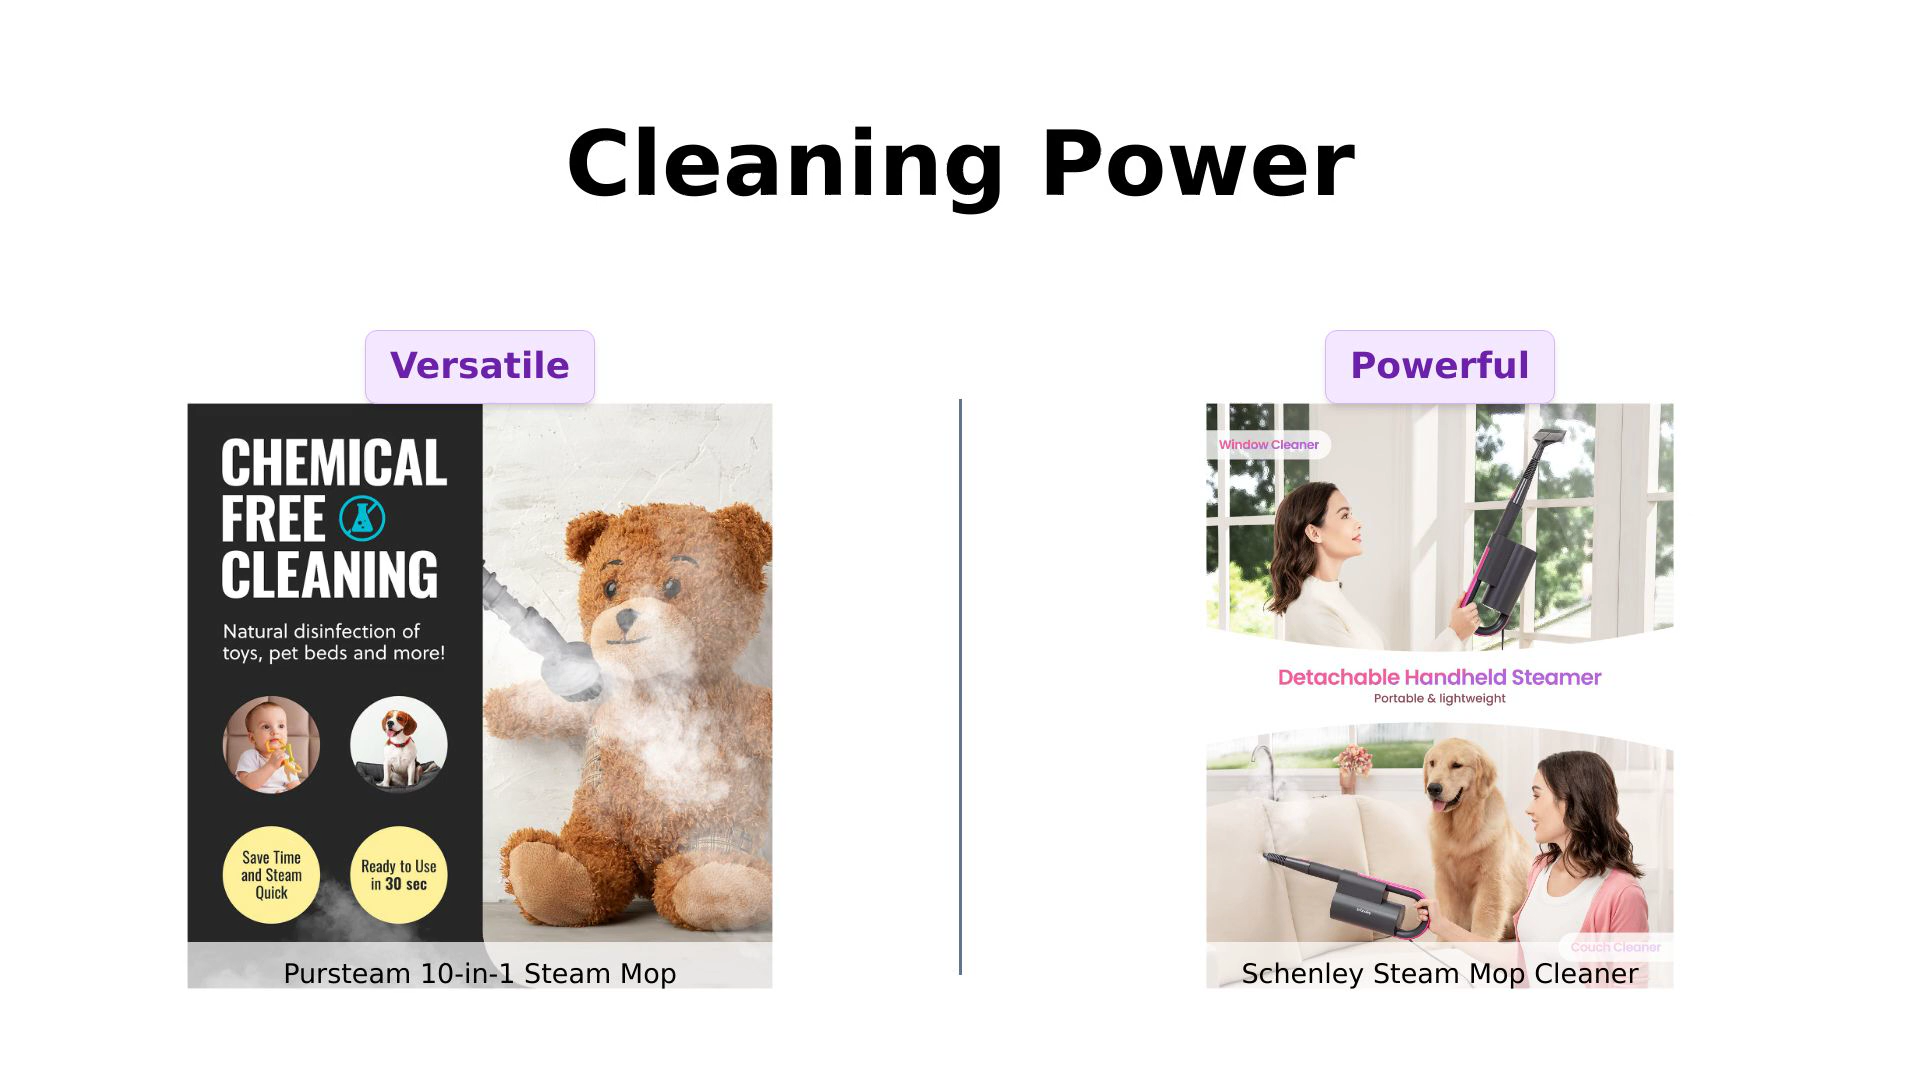 Cleaning Power
Versatile
CHEMICAL
FREE
CLEANING
Natural disinfection of
toys, pet beds and more!
Save Time
and Steam
Quick
Ready to Use
in 30 sec
Pursteam 10-in-1 Steam Mop
Powerful
Window Cleaner
Detachable Handheld Steamer
Portable & lightweight
Couch Cleaner
Schenley Steam Mop Cleaner